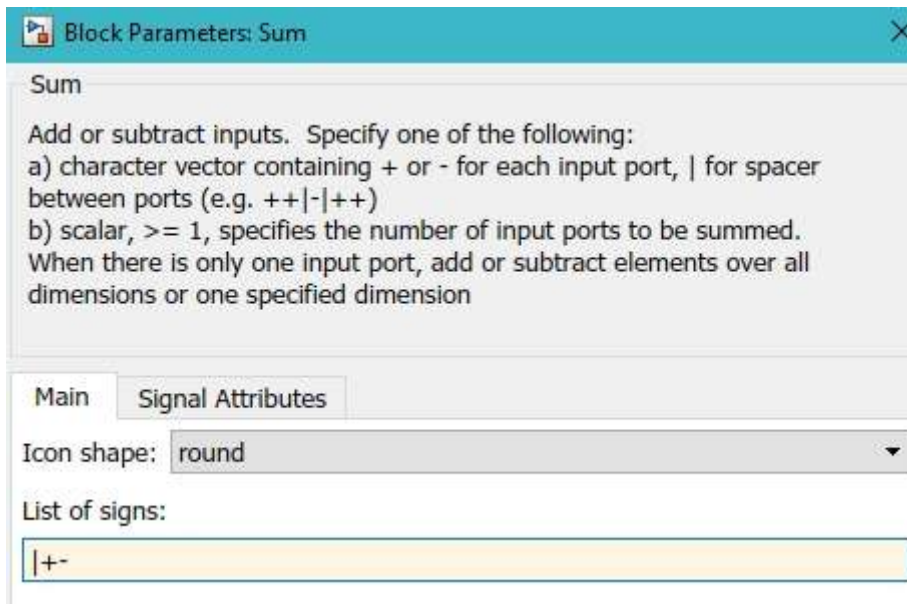 Block Parameters: Sum
Sum
Add or subtract inputs.  Specify one of the following:
a) character vector containing + or - for each input port, | for spacer
between ports (e.g. ++|-|++)
b) scalar, >= 1, specifies the number of input ports to be summed.
When there is only one input port, add or subtract elements over all
dimensions or one specified dimension
Main Signal Attributes
Icon shape: round
List of signs:
|+-